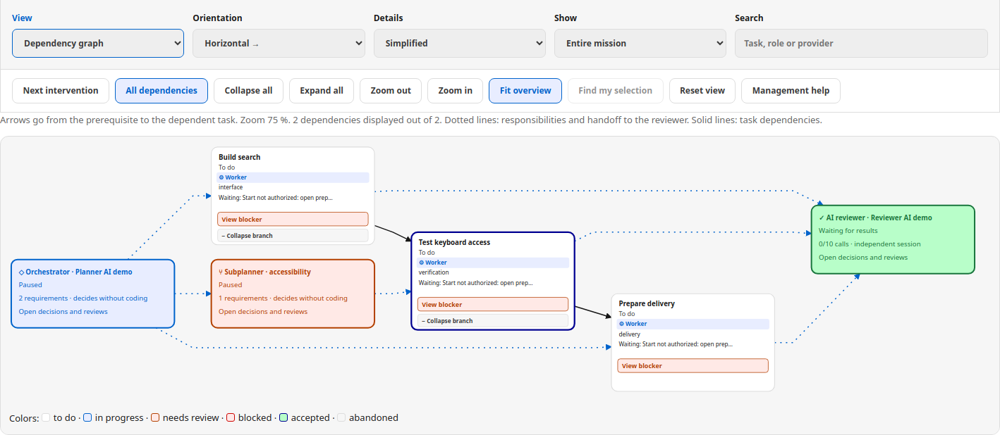 View
Orientation
Details
Show
Search
Dependency graph
Horizontal →
Simplified
Entire mission
Task, role or provider
Next intervention
All dependencies
Collapse all
Expand all
Zoom out
Zoom in
Fit overview
Find my selection
Reset view
Management help
Arrows go from the prerequisite to the dependent task. Zoom 75 %. 2 dependencies displayed out of 2. Dotted lines: responsibilities and handoff to the reviewer. Solid lines: task dependencies.
Build search
To do
⚙ Worker
interface
Waiting: Start not authorized: open prep...
View blocker
− Collapse branch
◇ Orchestrator · Planner AI demo
Paused
2 requirements · decides without coding
Open decisions and reviews
⑂ Subplanner · accessibility
Paused
1 requirements · decides without coding
Open decisions and reviews
Test keyboard access
To do
⚙ Worker
verification
Waiting: Start not authorized: open prep...
View blocker
− Collapse branch
Prepare delivery
To do
⚙ Worker
delivery
Waiting: Start not authorized: open prep...
View blocker
✓ AI reviewer · Reviewer AI demo
Waiting for results
0/10 calls · independent session
Open decisions and reviews
Colors: to do · in progress · needs review · blocked · accepted · abandoned